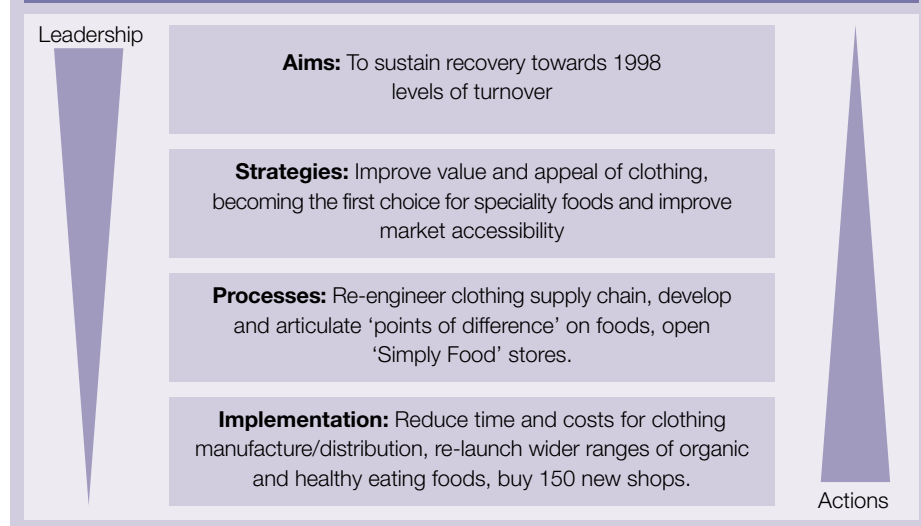 Leadership
Aims: To sustain recovery towards 1998
levels of turnover
Strategies: Improve value and appeal of clothing,
becoming the first choice for speciality foods and improve
market accessibility
Processes: Re-engineer clothing supply chain, develop
and articulate ‘points of difference’ on foods, open
‘Simply Food’ stores.
Implementation: Reduce time and costs for clothing
manufacture/distribution, re-launch wider ranges of organic
and healthy eating foods, buy 150 new shops.
Actions